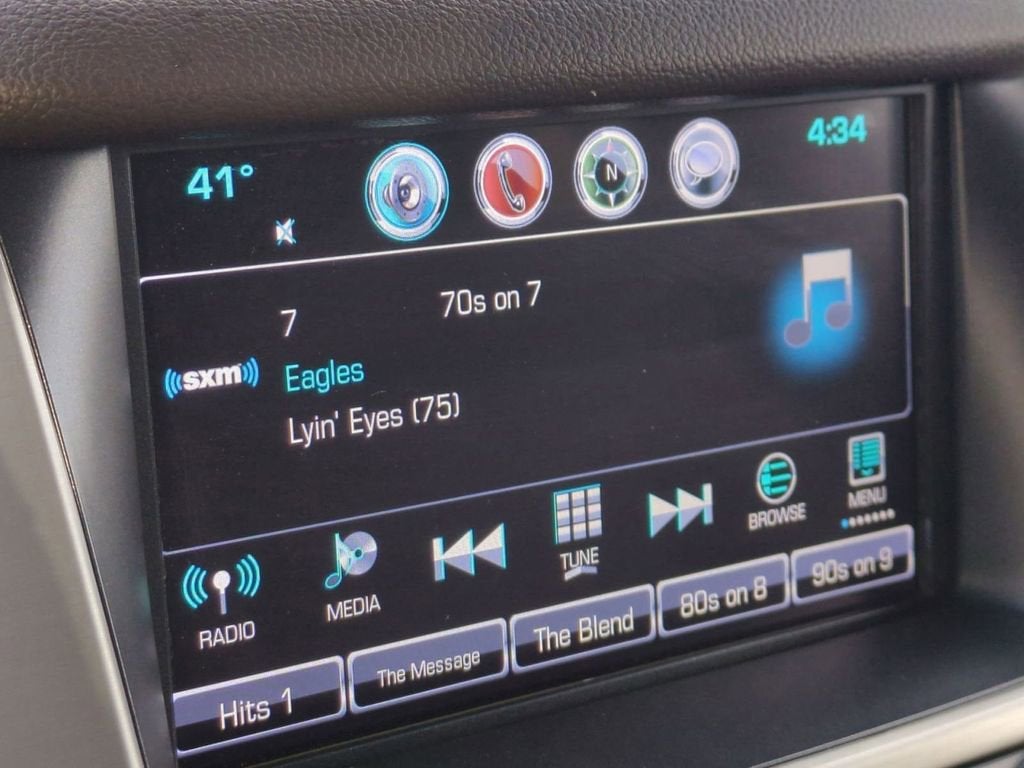 41°
N
4:34
7
70s on 7
sxm
Eagles
Lyin' Eyes (75)
RADIO
MEDIA
TUNE
BROWSE
MENU
Hits 1
The Message
The Blend
80s on 8
90s on 9